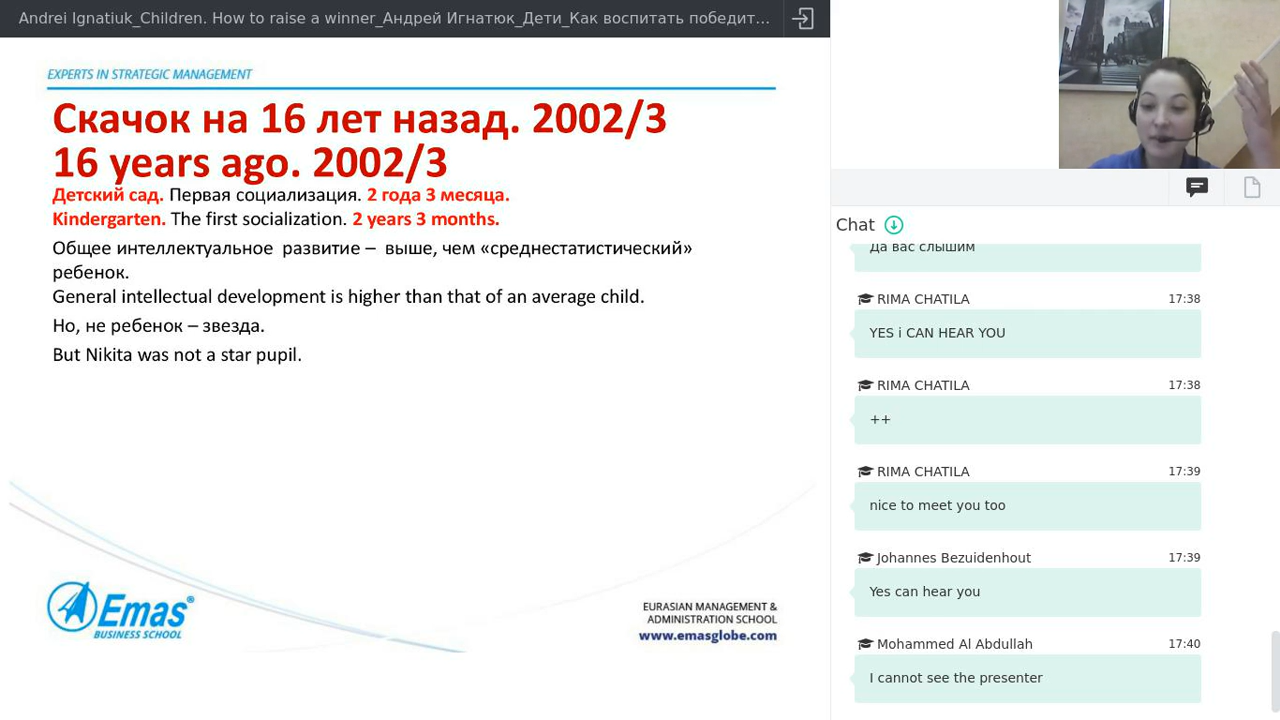 Andrei Ignatiuk_Children. How to raise a winner_Андрей Игнатюк_Дети_Как воспитать победит...
EXPERTS IN STRATEGIC MANAGEMENT
Скачок на 16 лет назад. 2002/3
16 years ago. 2002/3
Детский сад. Первая социализация. 2 года 3 месяца.
Kindergarten. The first socialization. 2 years 3 months.
Общее интеллектуальное развитие – выше, чем «среднестатистический»
ребенок.
General intellectual development is higher than that of an average child.
Но, не ребенок – звезда.
But Nikita was not a star pupil.
Emas®
BUSINESS SCHOOL
EURASIAN MANAGEMENT &
ADMINISTRATION SCHOOL
www.emasglobe.com
Chat
Да вас слышим
RIMA CHATILA 17:38
YES i CAN HEAR YOU
RIMA CHATILA 17:38
++
RIMA CHATILA 17:39
nice to meet you too
Johannes Bezuidenhout 17:39
Yes can hear you
Mohammed Al Abdullah 17:40
I cannot see the presenter